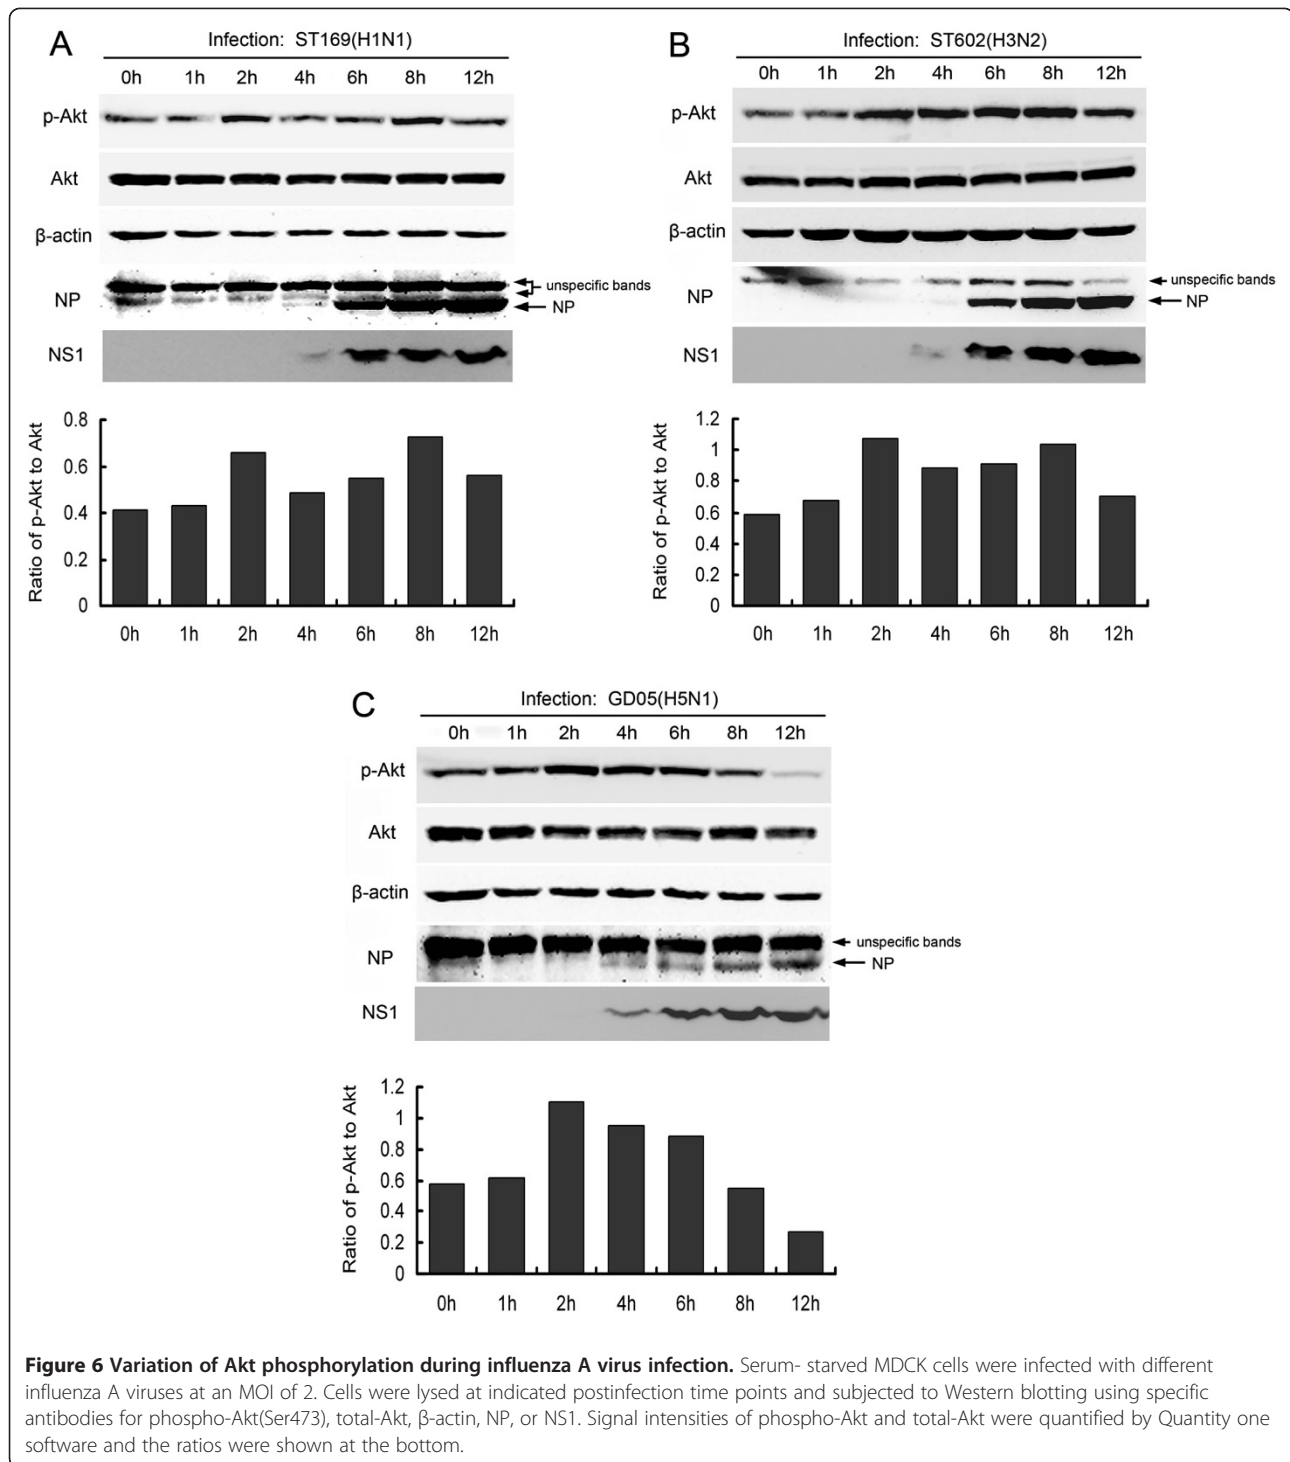 A
Infection: ST169(H1N1)
0h 1h 2h 4h 6h 8h 12h
p-Akt
Akt
β-actin
NP
unspecific bands
NP
NS1
Ratio of p-Akt to Akt
0.8
0.6
0.4
0.2
0
0h 1h 2h 4h 6h 8h 12h
B
Infection: ST602(H3N2)
0h 1h 2h 4h 6h 8h 12h
p-Akt
Akt
β-actin
NP
unspecific bands
NP
NS1
Ratio of p-Akt to Akt
1.2
1
0.8
0.6
0.4
0.2
0
0h 1h 2h 4h 6h 8h 12h
C
Infection: GD05(H5N1)
0h 1h 2h 4h 6h 8h 12h
p-Akt
Akt
β-actin
NP
unspecific bands
NP
NS1
Ratio of p-Akt to Akt
1.2
1
0.8
0.6
0.4
0.2
0
0h 1h 2h 4h 6h 8h 12h
Figure 6 Variation of Akt phosphorylation during influenza A virus infection. Serum- starved MDCK cells were infected with different
influenza A viruses at an MOI of 2. Cells were lysed at indicated postinfection time points and subjected to Western blotting using specific
antibodies for phospho-Akt(Ser473), total-Akt, β-actin, NP, or NS1. Signal intensities of phospho-Akt and total-Akt were quantified by Quantity one
software and the ratios were shown at the bottom.